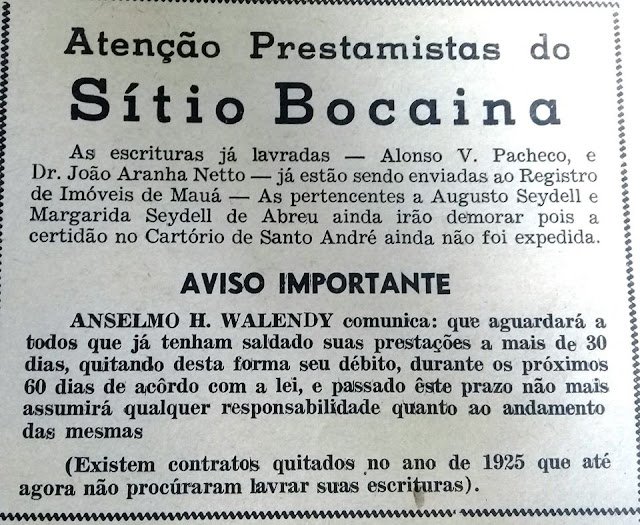 Atenção Prestamistas do
Sítio Bocaina
As escrituras já lavradas — Alonso V. Pacheco, e
Dr. João Aranha Netto — já estão sendo enviadas ao Registro
de Imóveis de Mauá — As pertencentes a Augusto Seydell e
Margarida Seydell de Abreu ainda irão demorar pois a
certidão no Cartório de Santo André ainda não foi expedida.
AVISO IMPORTANTE
ANSELMO H. WALENDY comunica: que aguardará a
todos que já tenham saldado suas prestações a mais de 30
dias, quitando desta forma seu débito, durante os próximos
60 dias de acôrdo com a lei, e passado êste prazo não mais
assumirá qualquer responsabilidade quanto ao andamento
das mesmas
(Existem contratos quitados no ano de 1925 que até
agora não procúraram lavrar suas escrituras).